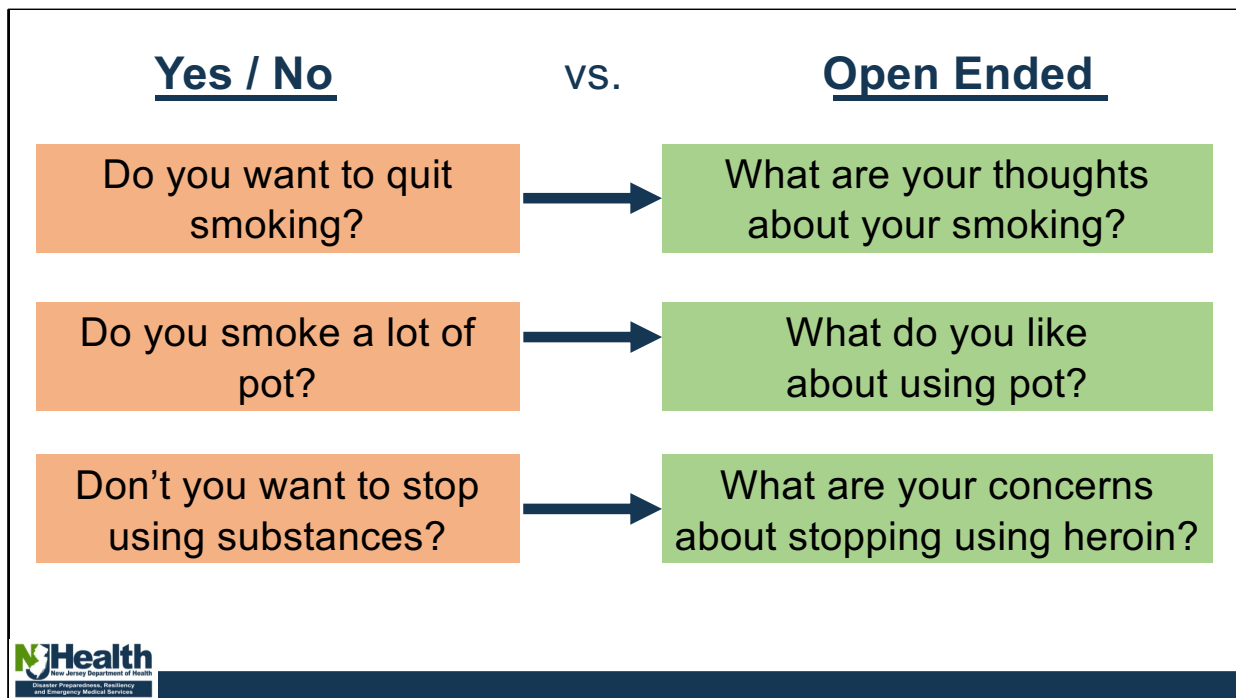 Yes / No vs. Open Ended
Do you want to quit
smoking?
What are your thoughts
about your smoking?
Do you smoke a lot of
pot?
What do you like
about using pot?
Don’t you want to stop
using substances?
What are your concerns
about stopping using heroin?
NJHealth
New Jersey Department of Health
Disaster Preparedness, Resiliency
and Emergency Medical Services